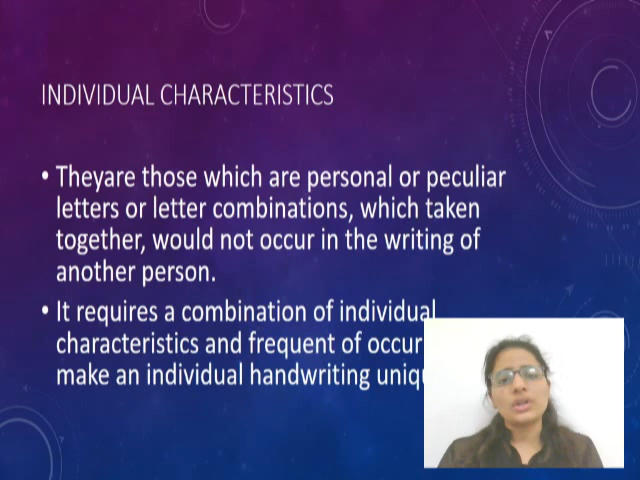 INDIVIDUAL CHARACTERISTICS
• Theyare those which are personal or peculiar
letters or letter combinations, which taken
together, would not occur in the writing of
another person.
• It requires a combination of individual
characteristics and frequent of occur
make an individual handwriting